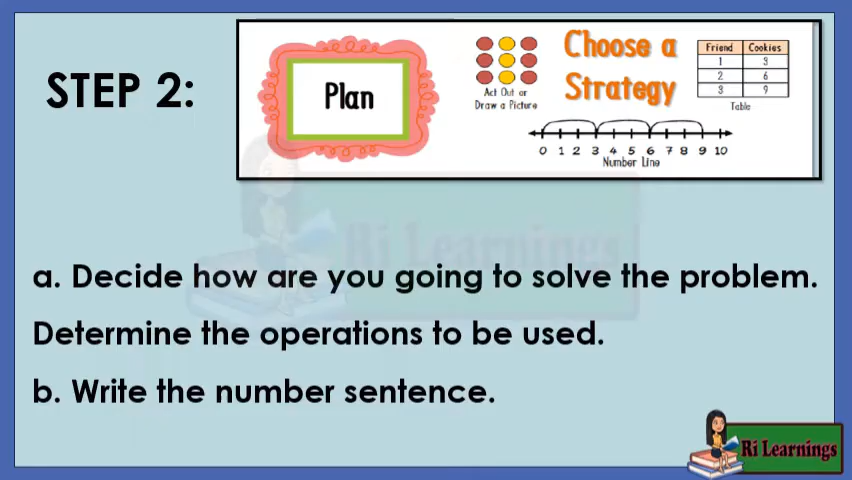 STEP 2:
Plan
Act Out or
Draw a Picture
Choose a
Strategy
Friend Cookies
1 3
2 6
3 9
Table
0 1 2 3 4 5 6 7 8 9 10
Number Line
Ri Learnings
a. Decide how are you going to solve the problem.
Determine the operations to be used.
b. Write the number sentence.
Ri Learnings